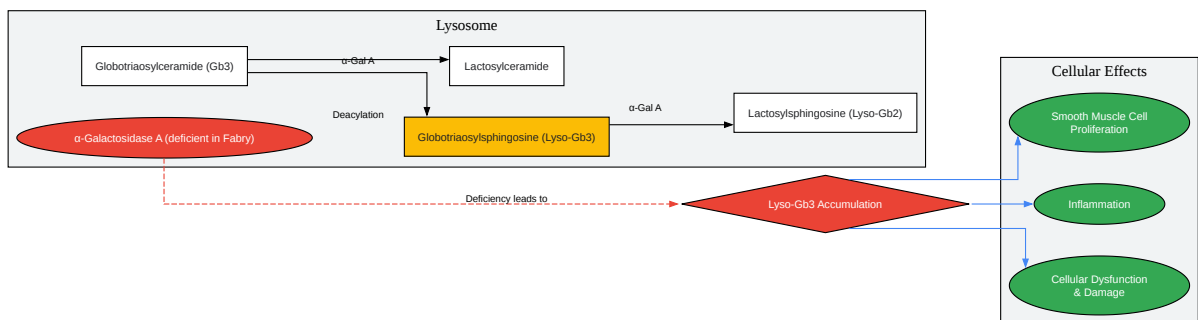 Lysosome
Globotriaosylceramide (Gb3)
α-Gal A
Lactosylceramide
Deacylation
α-Galactosidase A (deficient in Fabry)
Globotriaosylsphingosine (Lyso-Gb3)
α-Gal A
Lactosylsphingosine (Lyso-Gb2)
Deficiency leads to
Lyso-Gb3 Accumulation
Cellular Effects
Smooth Muscle Cell
Proliferation
Inflammation
Cellular Dysfunction
& Damage